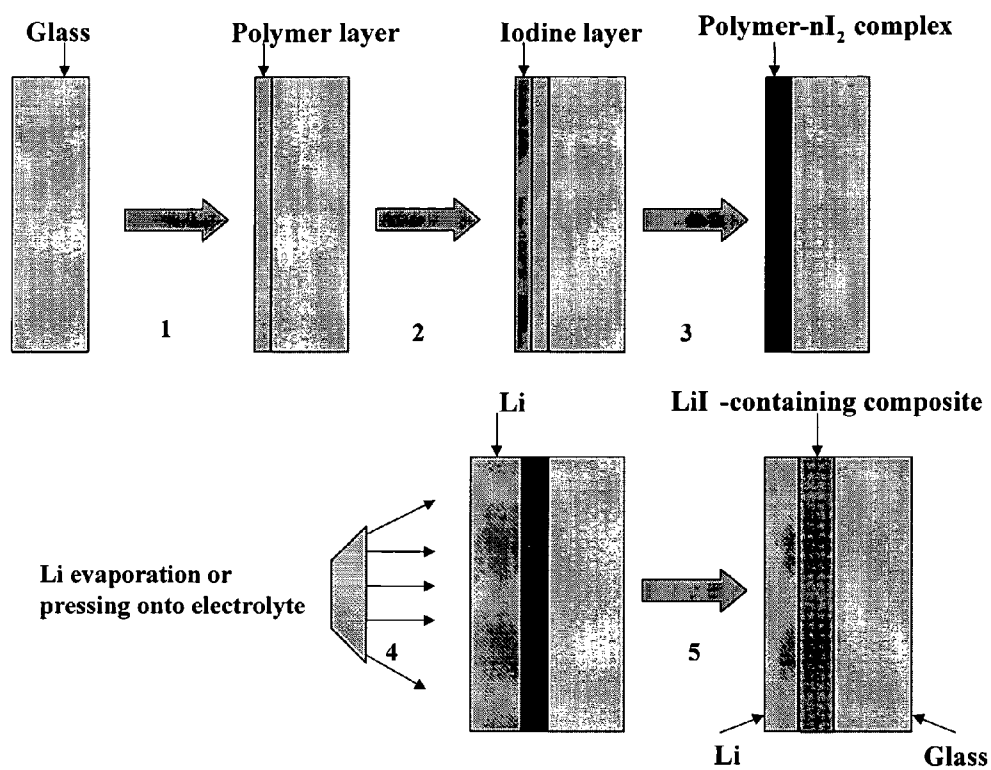 Glass
Polymer layer
Iodine layer
Polymer-nI₂ complex
1
2
3
Li
LiI -containing composite
Li evaporation or
pressing onto electrolyte
4
5
Li
Glass